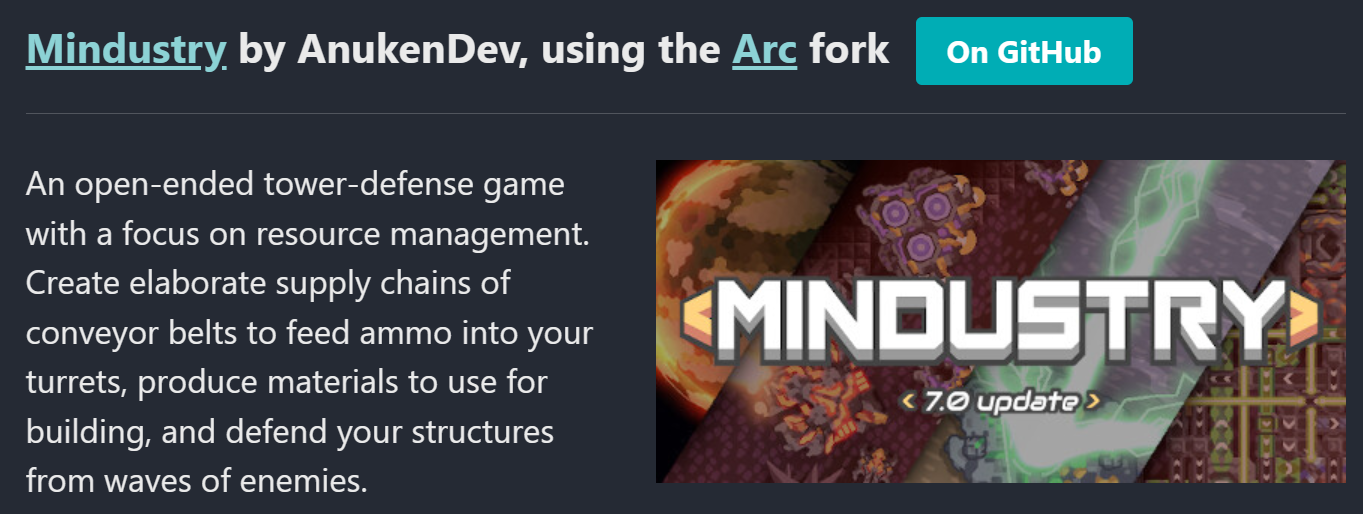 Mindustry by AnukenDev, using the Arc fork On GitHub
An open-ended tower-defense game
with a focus on resource management.
Create elaborate supply chains of
conveyor belts to feed ammo into your
turrets, produce materials to use for
building, and defend your structures
from waves of enemies.
<MINDUSTRY>
< 7.0 update >